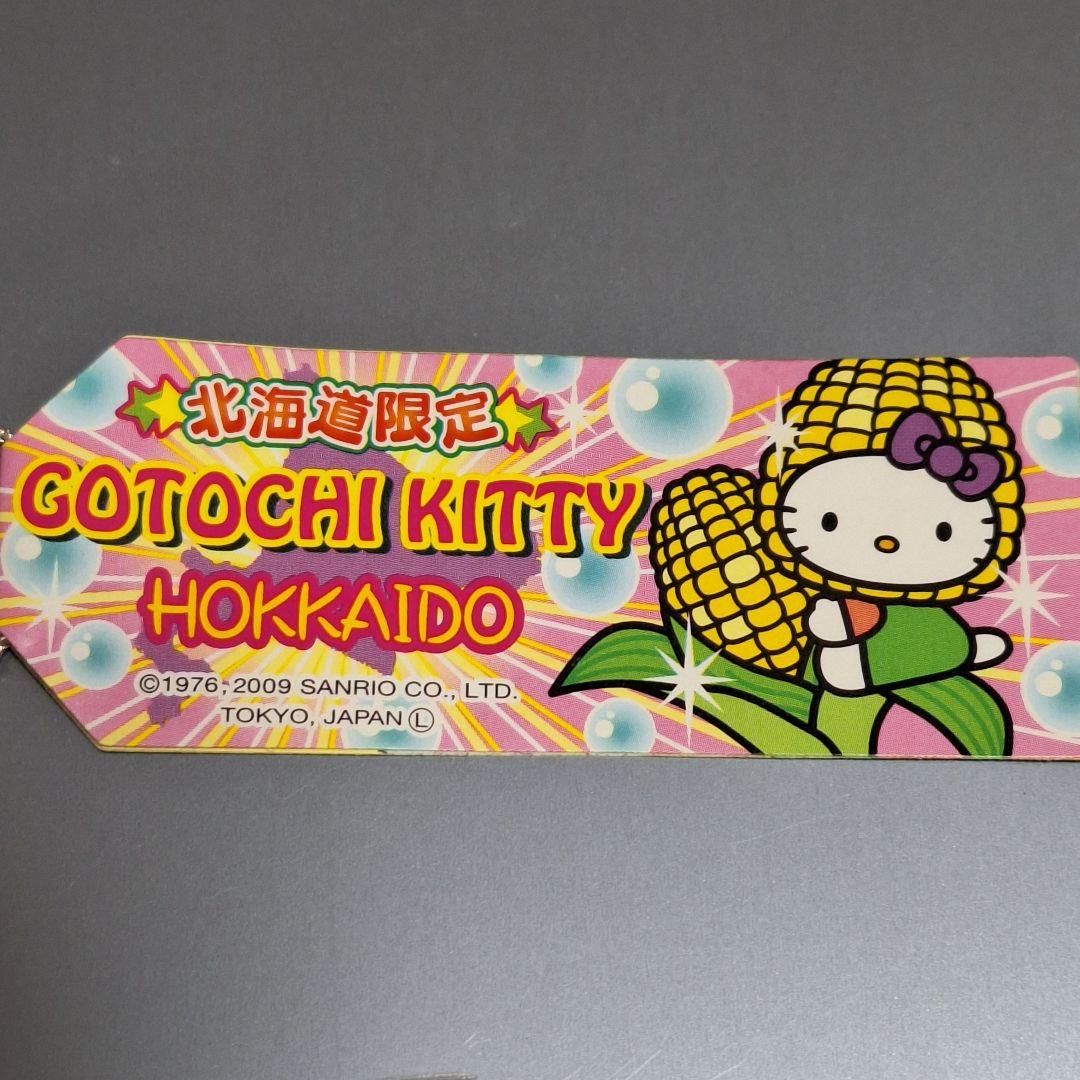 北海道限定
GOTOCHI KITTY
HOKKAIDO
©1976, 2009 SANRIO CO., LTD.
TOKYO, JAPAN Ⓛ